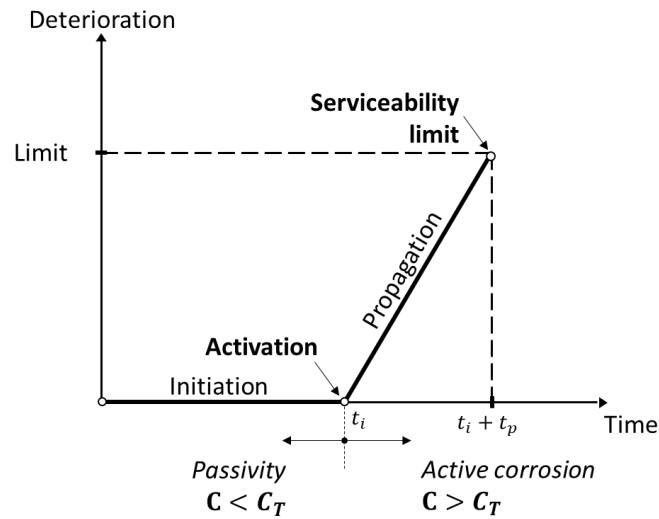 Deterioration
Serviceability
limit
Limit
Propagation
Activation
Initiation
t_i
t_i + t_p
Time
Passivity
C < C_T
Active corrosion
C > C_T